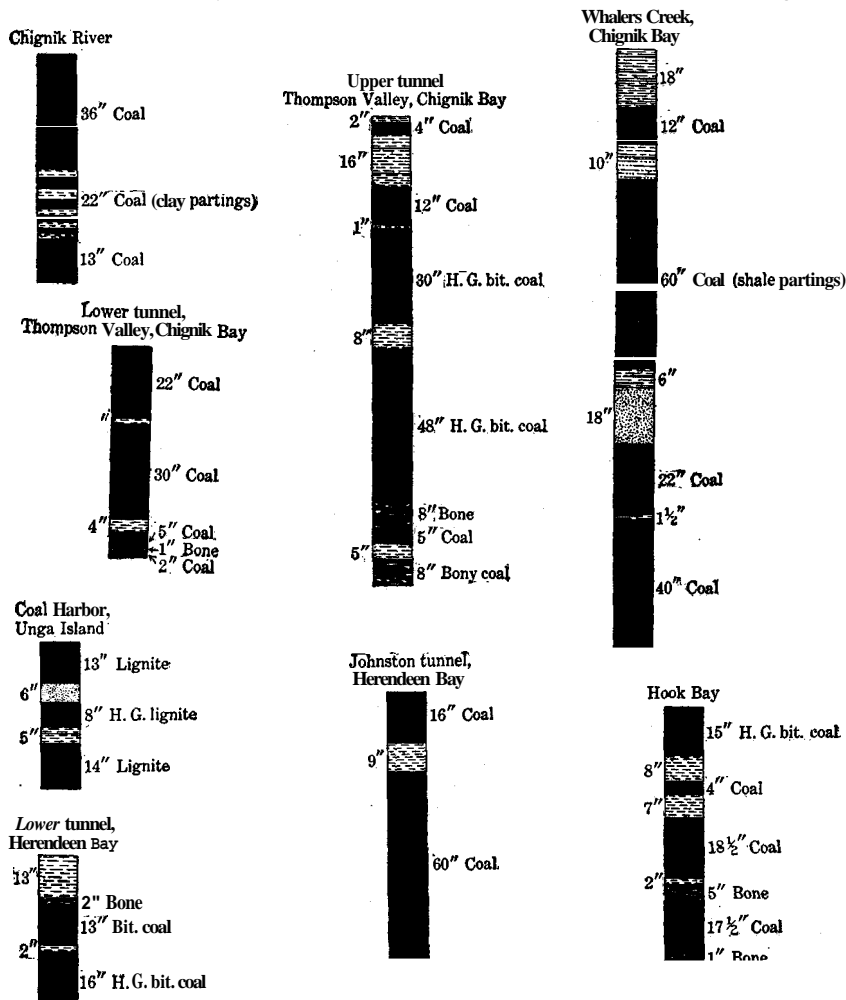 Chignik River
36″ Coal
22″ Coal (clay partings)
13″ Coal
Upper tunnel
Thompson Valley, Chignik Bay
2″
4″ Coal
16″
12″ Coal
1″
30″ H. G. bit. coal
8″
48″ H. G. bit. coal
8″ Bone
5″ Coal
5″
8″ Bony coal
Whalers Creek,
Chignik Bay
18″
12″ Coal
10″
60″ Coal (shale partings)
6″
18″
22″ Coal
1½″
40″ Coal
Lower tunnel,
Thompson Valley, Chignik Bay
22″ Coal
30″ Coal
4″
5″ Coal
1″ Bone
2″ Coal
Coal Harbor,
Unga Island
13″ Lignite
6″
8″ H. G. lignite
5″
14″ Lignite
Johnston tunnel,
Herendeen Bay
16″ Coal
9″
60″ Coal
Hook Bay
15″ H. G. bit. coal
8″
4″ Coal
7″
18½″ Coal
2″
5″ Bone
17½″ Coal
1″ Bone
Lower tunnel,
Herendeen Bay
13″
2" Bone
13″ Bit. coal
2″
16″ H. G. bit. coal